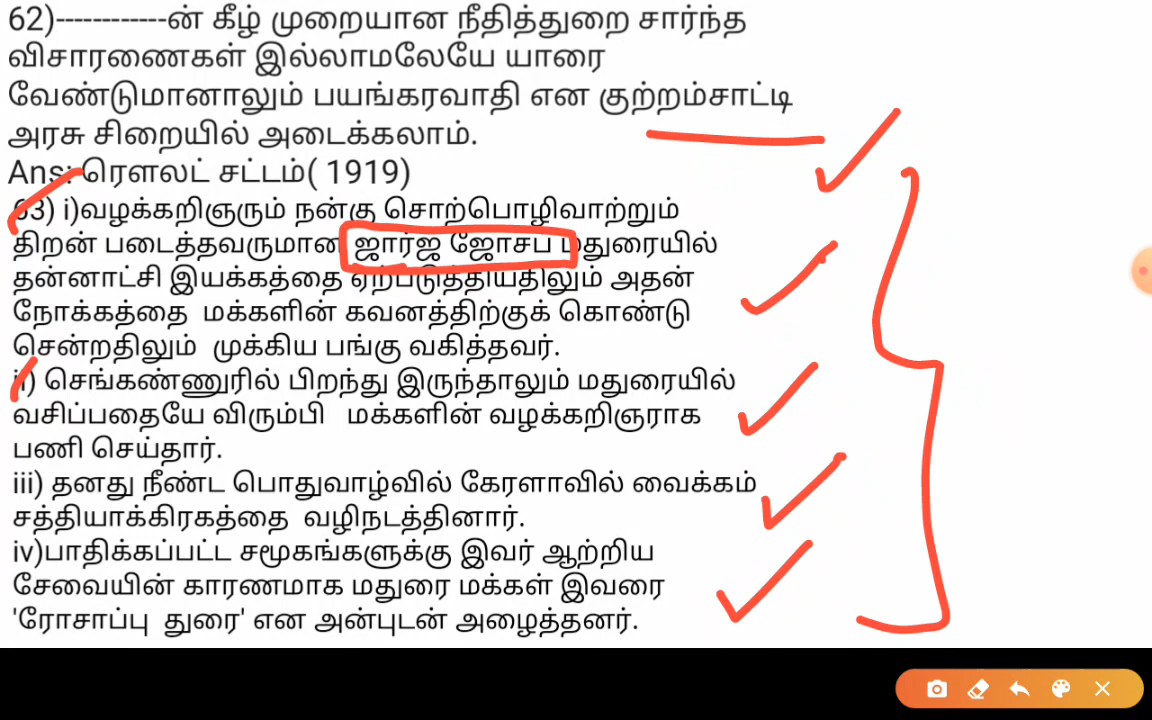 62)------------ன் கீழ் முறையான நீதித்துறை சார்ந்த
விசாரணைகள் இல்லாமலேயே யாரை
வேண்டுமானாலும் பயங்கரவாதி என குற்றம்சாட்டி
அரசு சிறையில் அடைக்கலாம்.
Ans: ரௌலட் சட்டம்( 1919)
63) i)வழக்கறிஞரும் நன்கு சொற்பொழிவாற்றும்
திறன் படைத்தவருமான ஜார்ஜ் ஜோசப் மதுரையில்
தன்னாட்சி இயக்கத்தை ஏற்படுத்தியதிலும் அதன்
நோக்கத்தை மக்களின் கவனத்திற்குக் கொண்டு
சென்றதிலும் முக்கிய பங்கு வகித்தவர்.
ii) செங்கண்ணுரில் பிறந்து இருந்தாலும் மதுரையில்
வசிப்பதையே விரும்பி மக்களின் வழக்கறிஞராக
பணி செய்தார்.
iii) தனது நீண்ட பொதுவாழ்வில் கேரளாவில் வைக்கம்
சத்தியாக்கிரகத்தை வழிநடத்தினார்.
iv)பாதிக்கப்பட்ட சமூகங்களுக்கு இவர் ஆற்றிய
சேவையின் காரணமாக மதுரை மக்கள் இவரை
'ரோசாப்பு துரை' என அன்புடன் அழைத்தனர்.